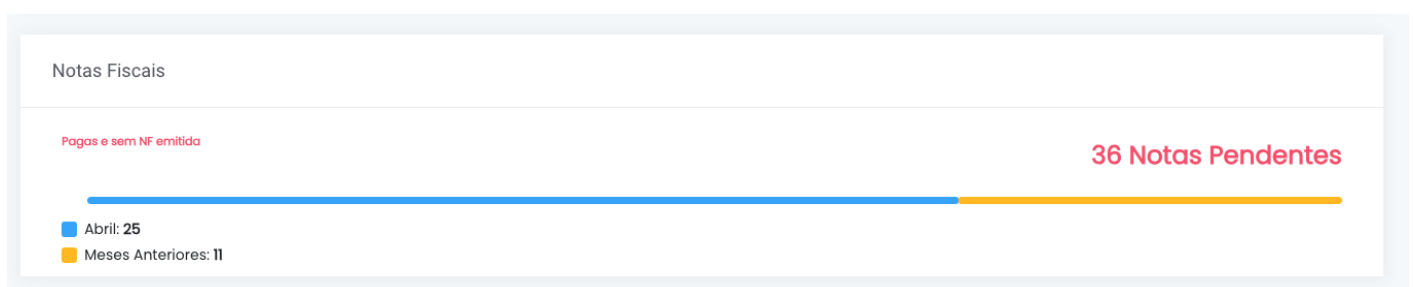 Notas Fiscais
Pagas e sem NF emitida
36 Notas Pendentes
Abril: 25
Meses Anteriores: 11